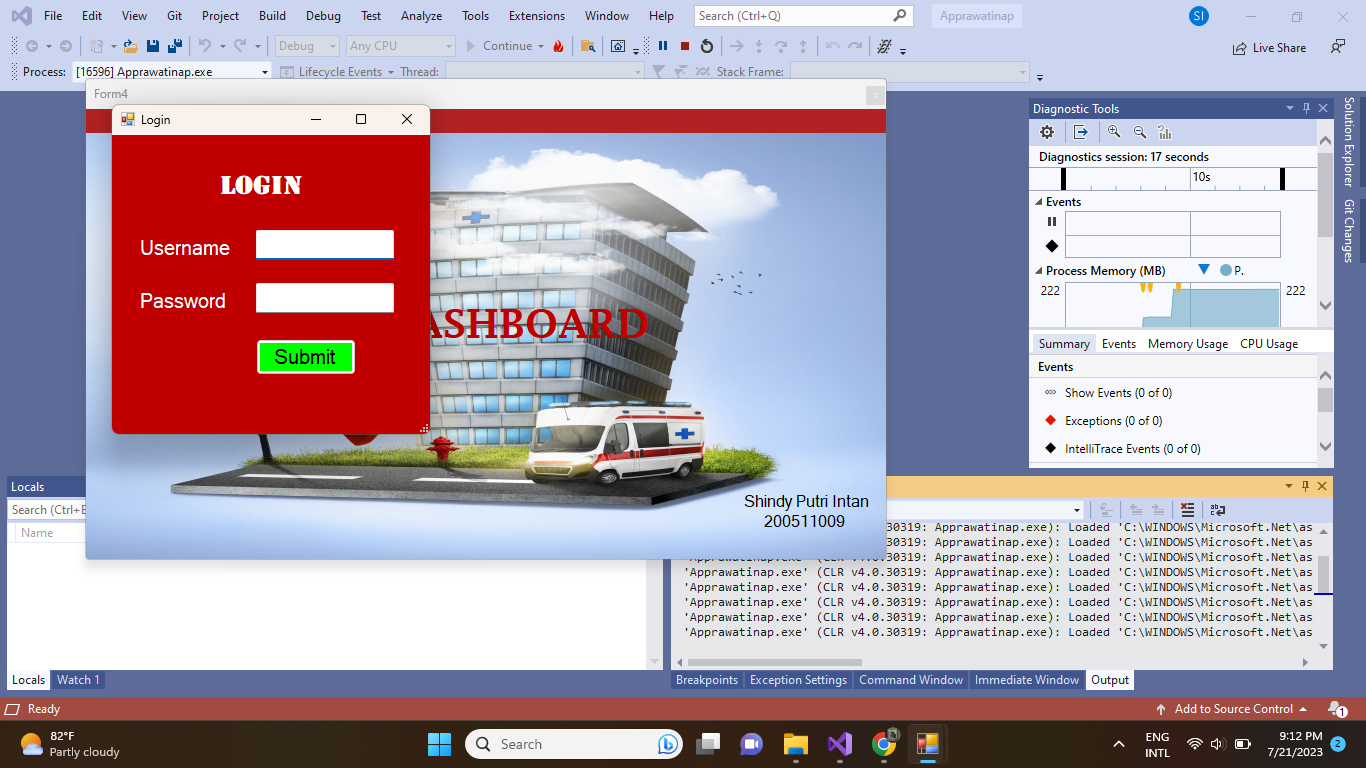 File Edit View Git Project Build Debug Test Analyze Tools Extensions Window Help Search (Ctrl+Q) Apprawatinap SI
Debug Any CPU Continue Live Share
Process: [16596] Apprawatinap.exe Lifecycle Events Thread: Stack Frame:
Form4
Login
LOGIN
Username
Password
Submit
ASHBOARD
Shindy Putri Intan
200511009
Diagnostic Tools
Diagnostics session: 17 seconds
10s
Events
Process Memory (MB) P.
222 222
Summary Events Memory Usage CPU Usage
Events
Show Events (0 of 0)
Exceptions (0 of 0)
IntelliTrace Events (0 of 0)
Solution Explorer
Git Changes
Locals
Search (Ctrl+E
Name
Locals Watch 1
.0.30319: Apprawatinap.exe): Loaded 'C:\WINDOWS\Microsoft.Net\as
.0.30319: Apprawatinap.exe): Loaded 'C:\WINDOWS\Microsoft.Net\as
'Apprawatinap.exe' (CLR v4.0.30319: Apprawatinap.exe): Loaded 'C:\WINDOWS\Microsoft.Net\as
'Apprawatinap.exe' (CLR v4.0.30319: Apprawatinap.exe): Loaded 'C:\WINDOWS\Microsoft.Net\as
'Apprawatinap.exe' (CLR v4.0.30319: Apprawatinap.exe): Loaded 'C:\WINDOWS\Microsoft.Net\as
'Apprawatinap.exe' (CLR v4.0.30319: Apprawatinap.exe): Loaded 'C:\WINDOWS\Microsoft.Net\as
'Apprawatinap.exe' (CLR v4.0.30319: Apprawatinap.exe): Loaded 'C:\WINDOWS\Microsoft.Net\as
'Apprawatinap.exe' (CLR v4.0.30319: Apprawatinap.exe): Loaded 'C:\WINDOWS\Microsoft.Net\as
Breakpoints Exception Settings Command Window Immediate Window Output
Ready Add to Source Control 1
82°F
Partly cloudy
Search
ENG
INTL
9:12 PM
7/21/2023
2